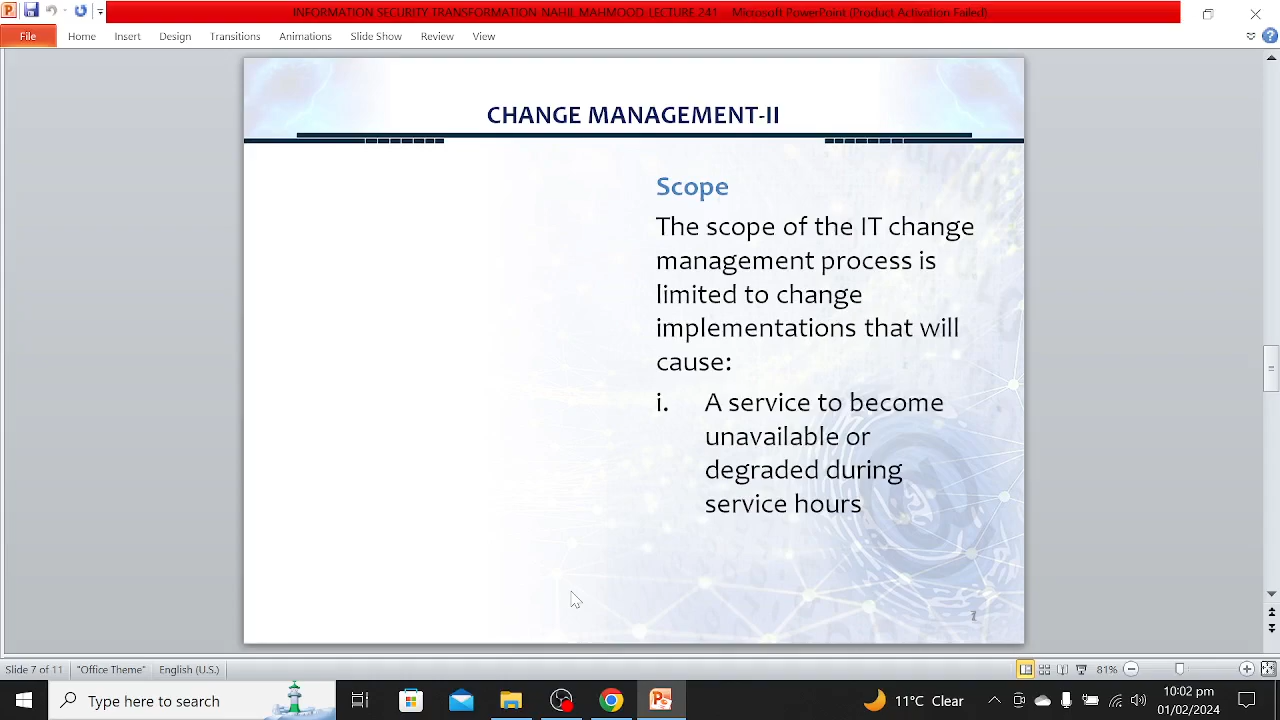 INFORMATION SECURITY TRANSFORMATION-NAHIL MAHMOOD-LECTURE 241 - Microsoft PowerPoint (Product Activation Failed)
File Home Insert Design Transitions Animations Slide Show Review View
CHANGE MANAGEMENT-II
Scope
The scope of the IT change
management process is
limited to change
implementations that will
cause:
i. A service to become
unavailable or
degraded during
service hours
7
Slide 7 of 11 "Office Theme" English (U.S.) 81%
Type here to search 11°C Clear 10:02 pm
01/02/2024